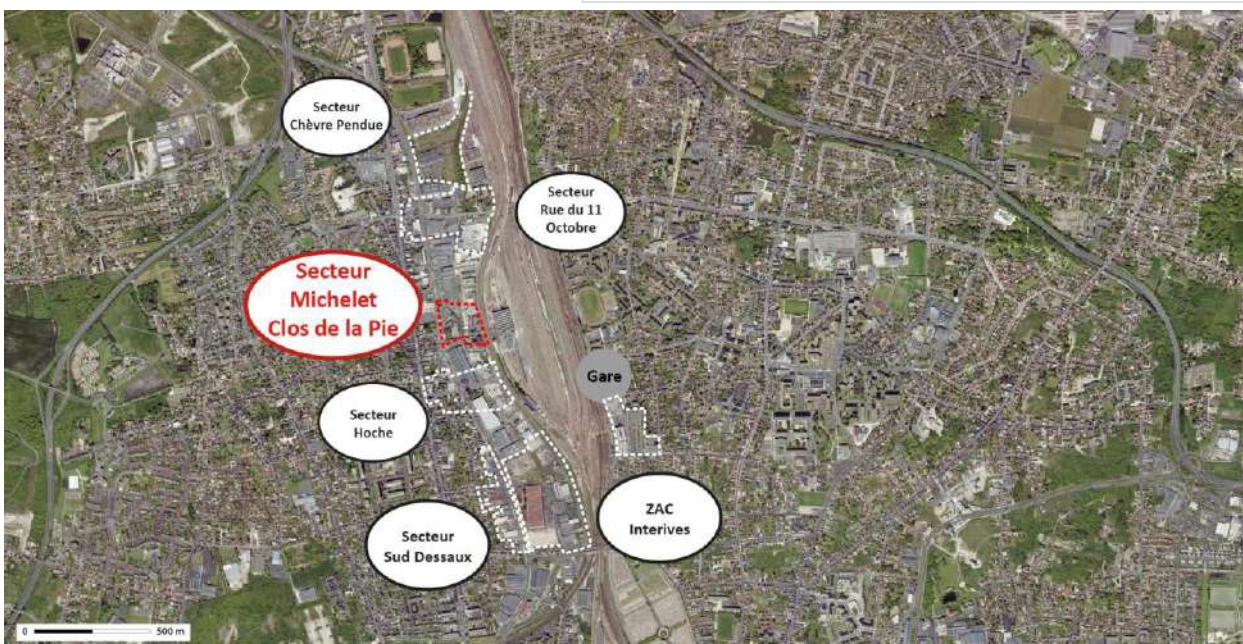 Secteur
Chèvre Pendue
Secteur
Rue du 11
Octobre
Secteur
Michelet
Clos de la Pie
Gare
Secteur
Hoche
Secteur
Sud Dessaux
ZAC
Interives
0
500 m